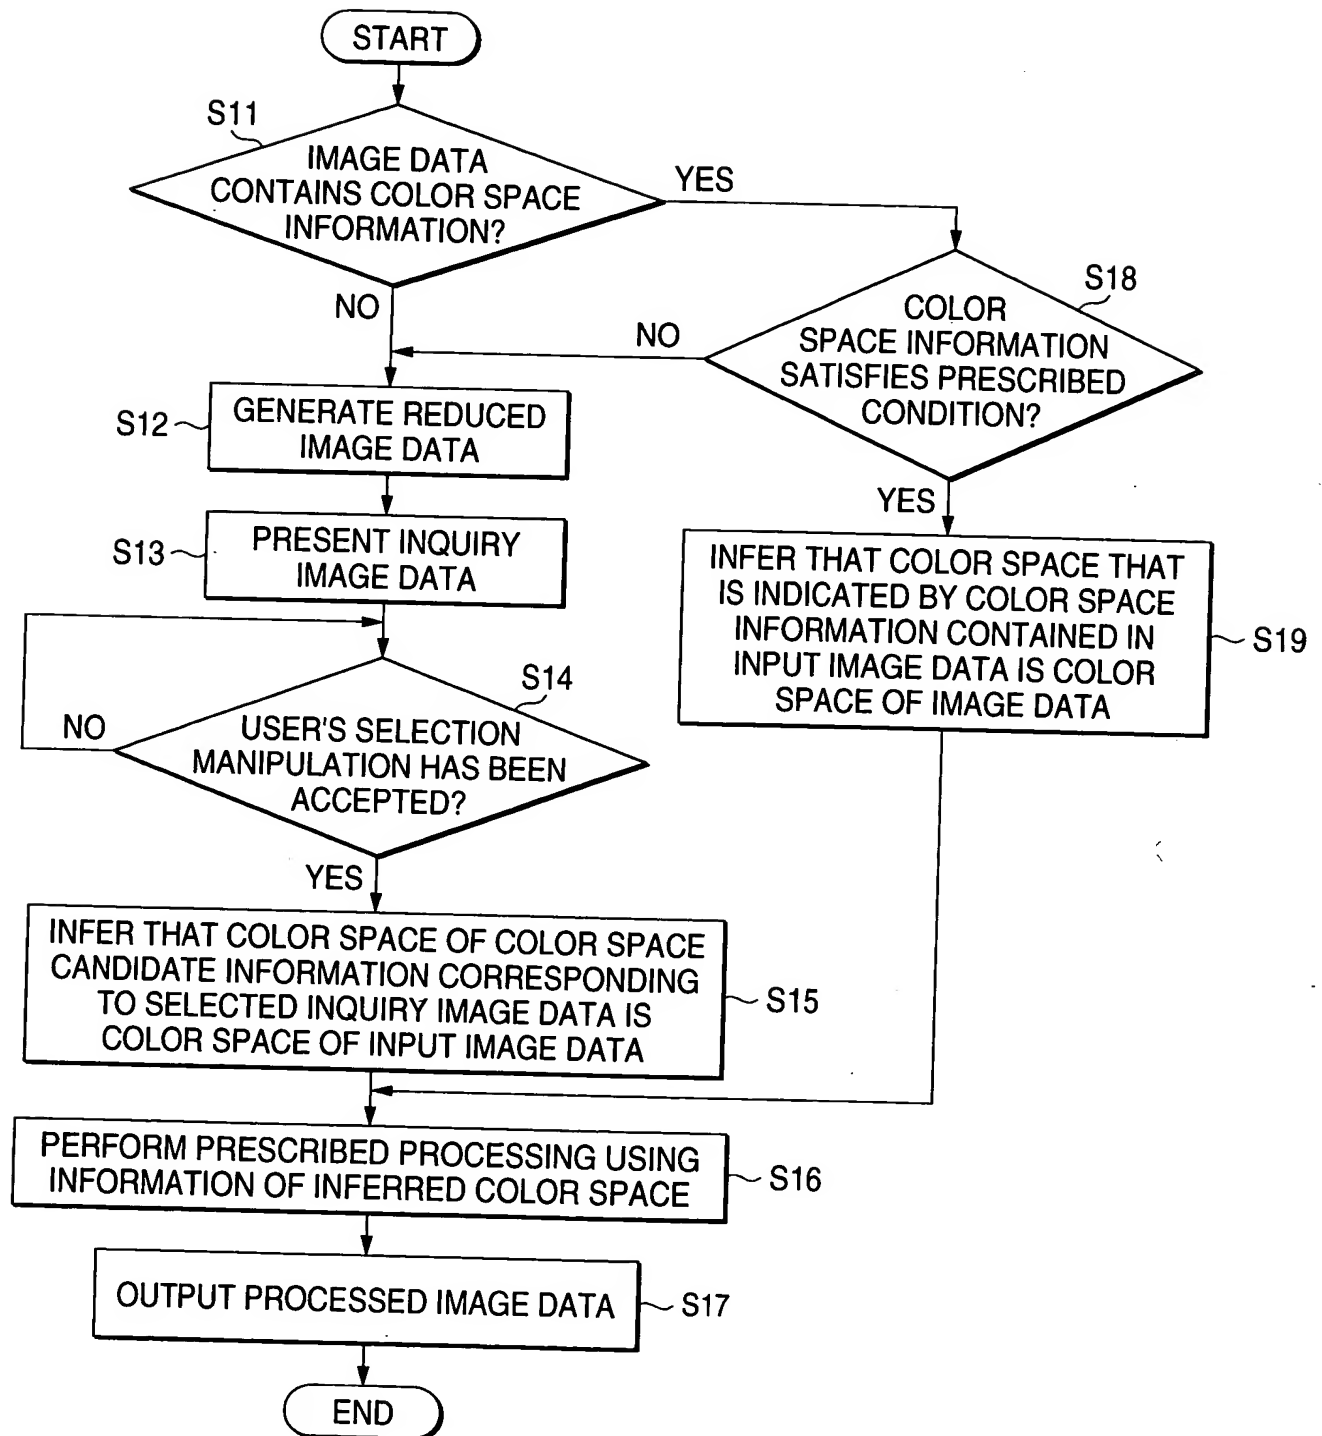 START
S11
IMAGE DATA
CONTAINS COLOR SPACE
INFORMATION?
YES
NO
S18
COLOR
SPACE INFORMATION
SATISFIES PRESCRIBED
CONDITION?
NO
YES
S12
GENERATE REDUCED
IMAGE DATA
S13
PRESENT INQUIRY
IMAGE DATA
INFER THAT COLOR SPACE THAT
IS INDICATED BY COLOR SPACE
INFORMATION CONTAINED IN
INPUT IMAGE DATA IS COLOR
SPACE OF IMAGE DATA
S19
S14
USER'S SELECTION
MANIPULATION HAS BEEN
ACCEPTED?
NO
YES
INFER THAT COLOR SPACE OF COLOR SPACE
CANDIDATE INFORMATION CORRESPONDING
TO SELECTED INQUIRY IMAGE DATA IS
COLOR SPACE OF INPUT IMAGE DATA
S15
PERFORM PRESCRIBED PROCESSING USING
INFORMATION OF INFERRED COLOR SPACE
S16
OUTPUT PROCESSED IMAGE DATA
S17
END